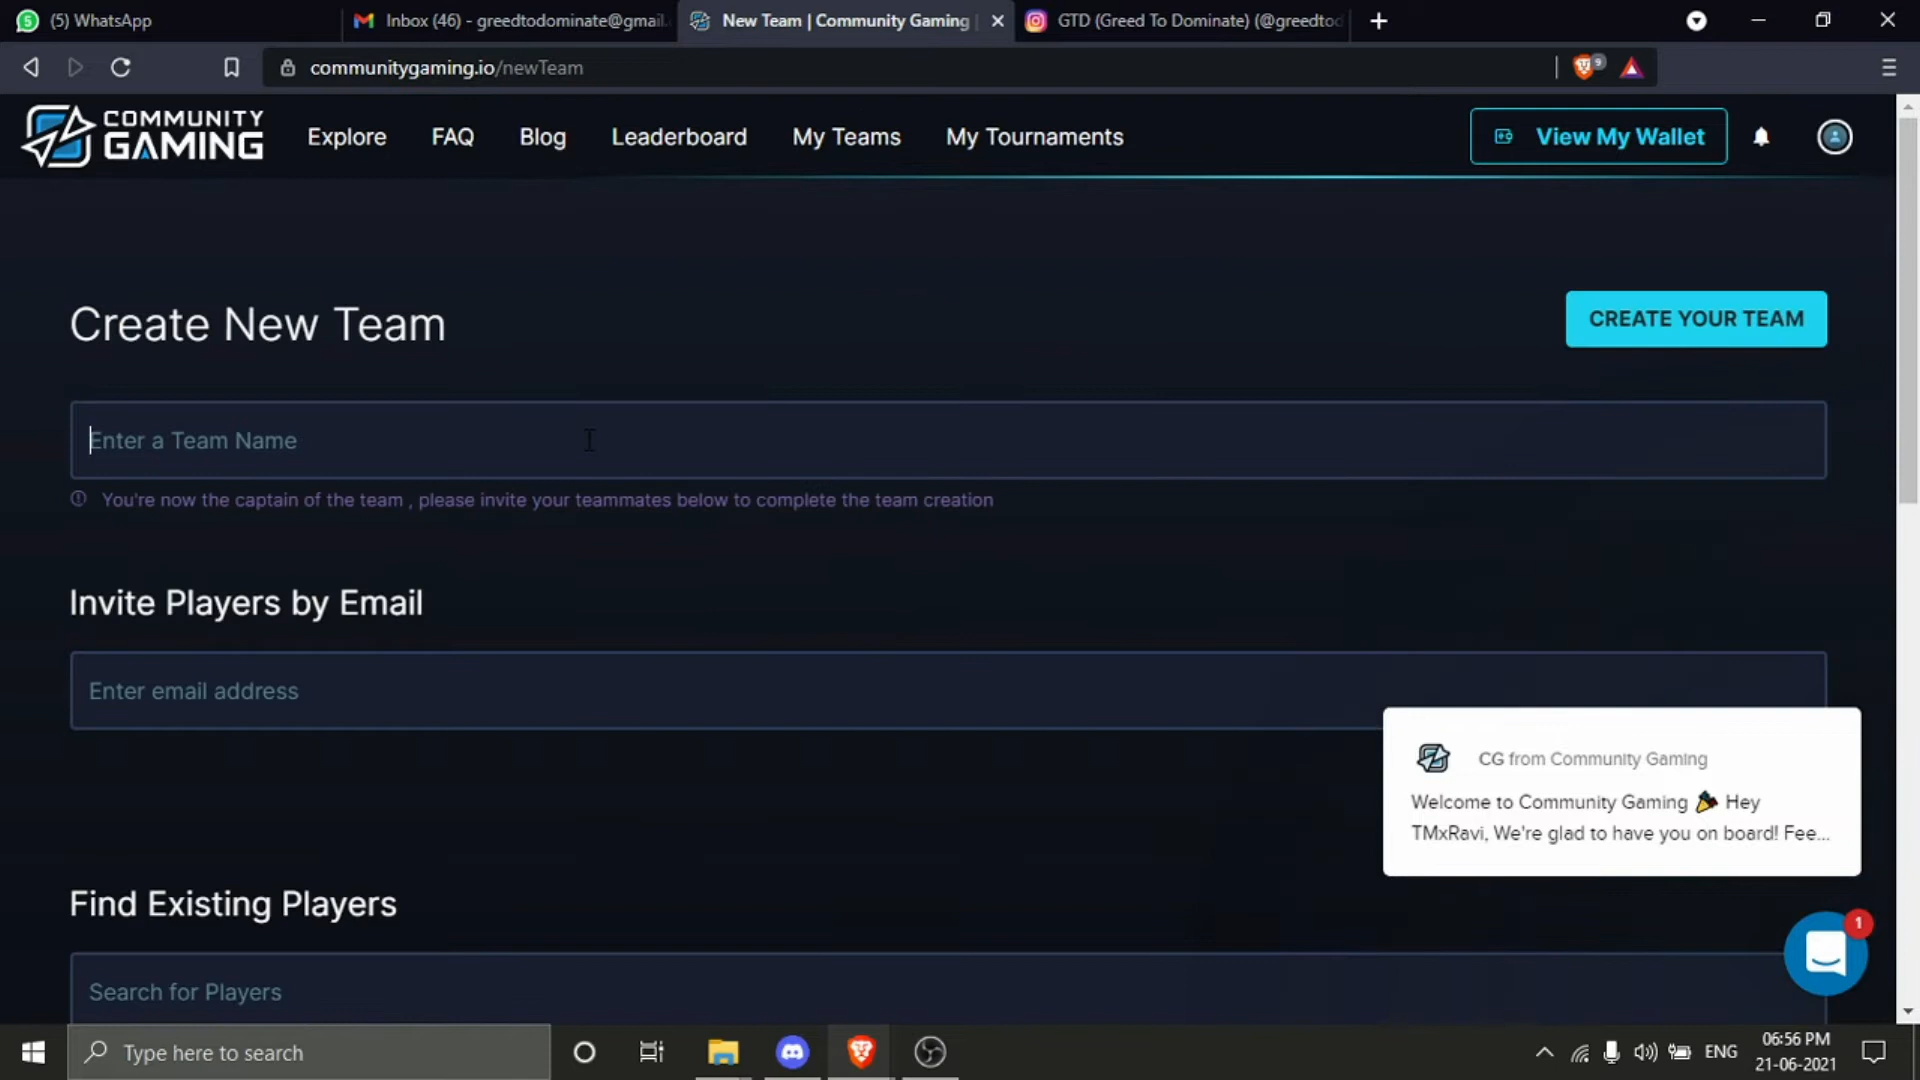 (5) WhatsApp
Inbox (46) - greedtodominate@gmail.
New Team | Community Gaming
GTD (Greed To Dominate) (@greedtod
communitygaming.io/newTeam
9
COMMUNITY
GAMING
Explore
FAQ
Blog
Leaderboard
My Teams
My Tournaments
View My Wallet
Create New Team
CREATE YOUR TEAM
Enter a Team Name
You're now the captain of the team , please invite your teammates below to complete the team creation
Invite Players by Email
Enter email address
CG from Community Gaming
Welcome to Community Gaming 🎉 Hey
TMxRavi, We're glad to have you on board! Fee...
Find Existing Players
1
Search for Players
Type here to search
ENG
06:56 PM
21-06-2021